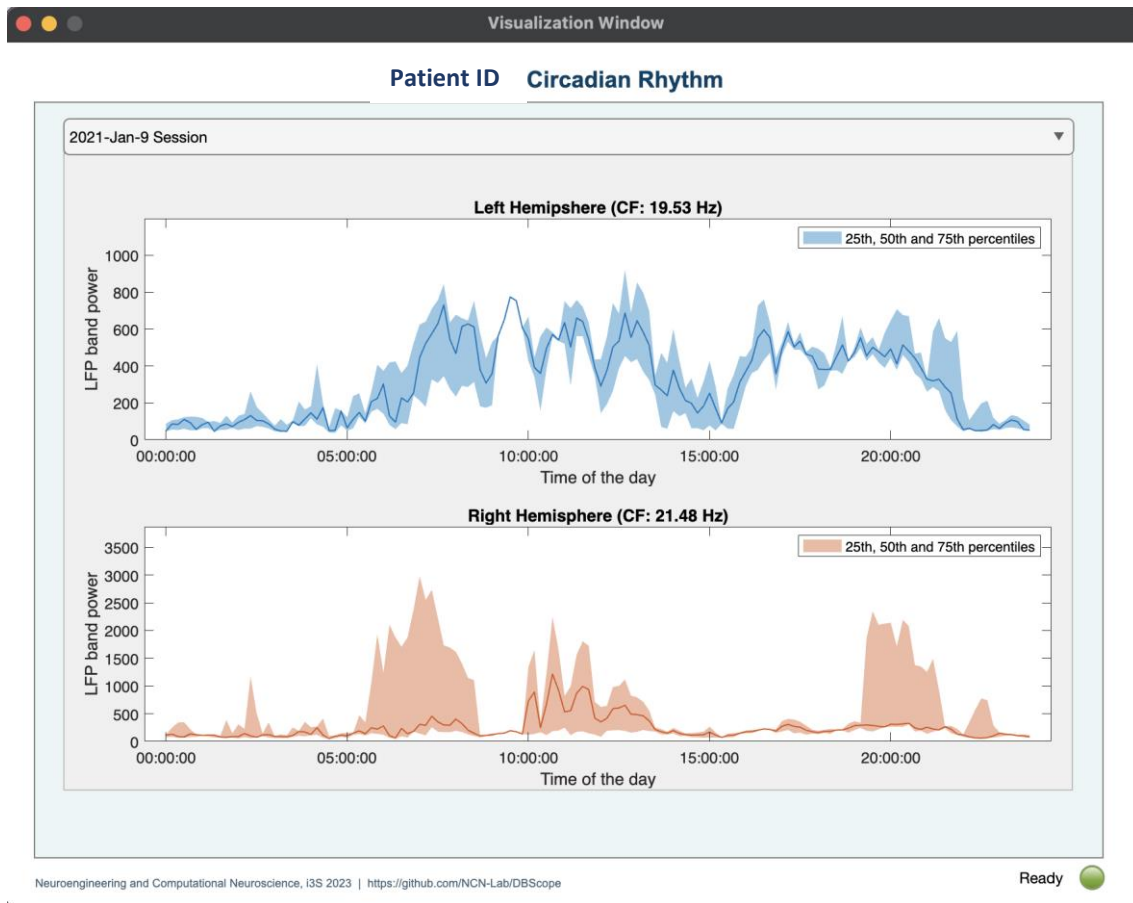 Visualization Window
Patient ID Circadian Rhythm
2021-Jan-9 Session
Left Hemipshere (CF: 19.53 Hz)
25th, 50th and 75th percentiles
LFP band power
1000
800
600
400
200
0
00:00:00 05:00:00 10:00:00 15:00:00 20:00:00
Time of the day
Right Hemisphere (CF: 21.48 Hz)
25th, 50th and 75th percentiles
LFP band power
3500
3000
2500
2000
1500
1000
500
0
00:00:00 05:00:00 10:00:00 15:00:00 20:00:00
Time of the day
Neuroengineering and Computational Neuroscience, i3S 2023 | https://github.com/NCN-Lab/DBScope
Ready